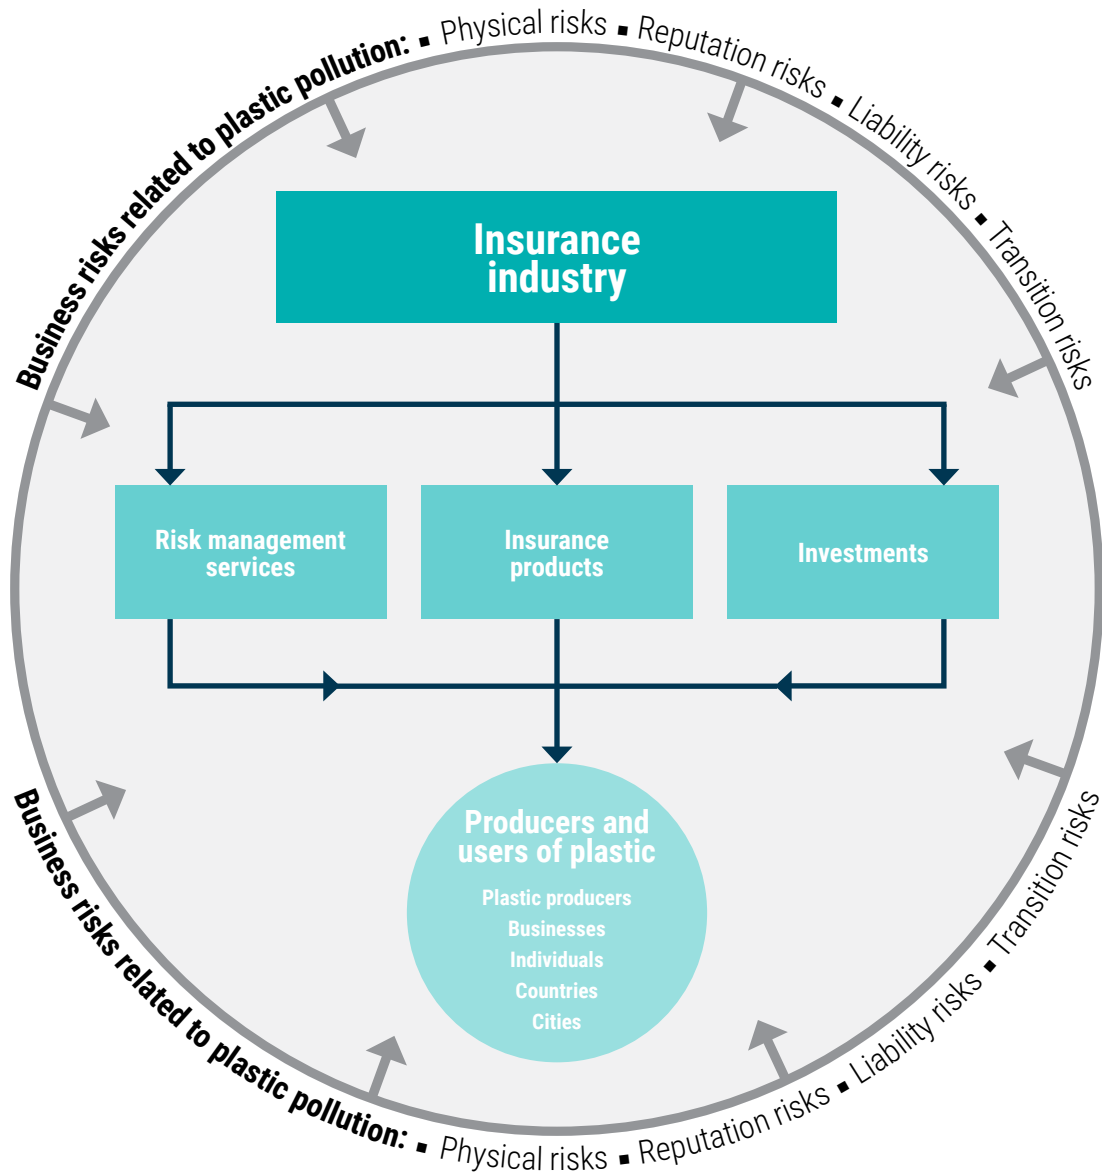 Business risks related to plastic pollution: ▪ Physical risks ▪ Reputation risks ▪ Liability risks ▪ Transition risks
Insurance
industry
Risk management
services
Insurance
products
Investments
Producers and
users of plastic
Plastic producers
Businesses
Individuals
Countries
Cities
Business risks related to plastic pollution: ▪ Physical risks ▪ Reputation risks ▪ Liability risks ▪ Transition risks